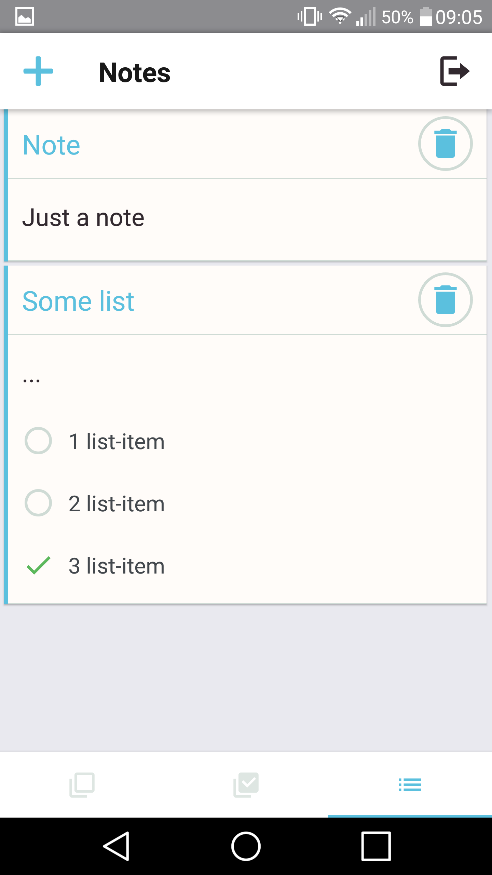 50% 09:05
Notes
Note
Just a note
Some list
...
1 list-item
2 list-item
3 list-item